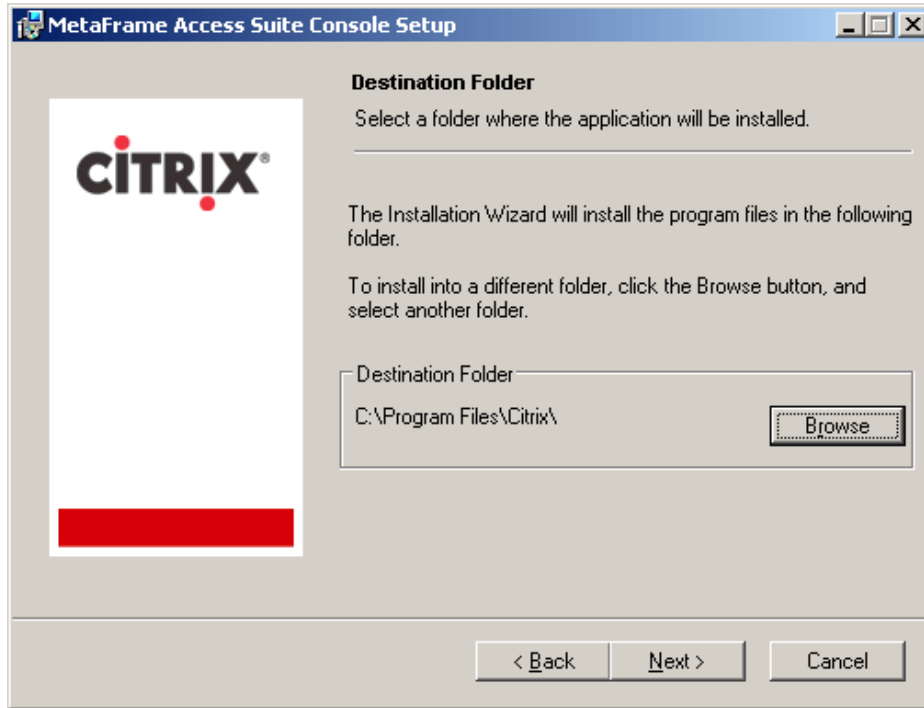 MetaFrame Access Suite Console Setup
Destination Folder
Select a folder where the application will be installed.
CiTRIX®
The Installation Wizard will install the program files in the following
folder.
To install into a different folder, click the Browse button, and
select another folder.
Destination Folder
C:\Program Files\Citrix\
Browse
< Back
Next >
Cancel